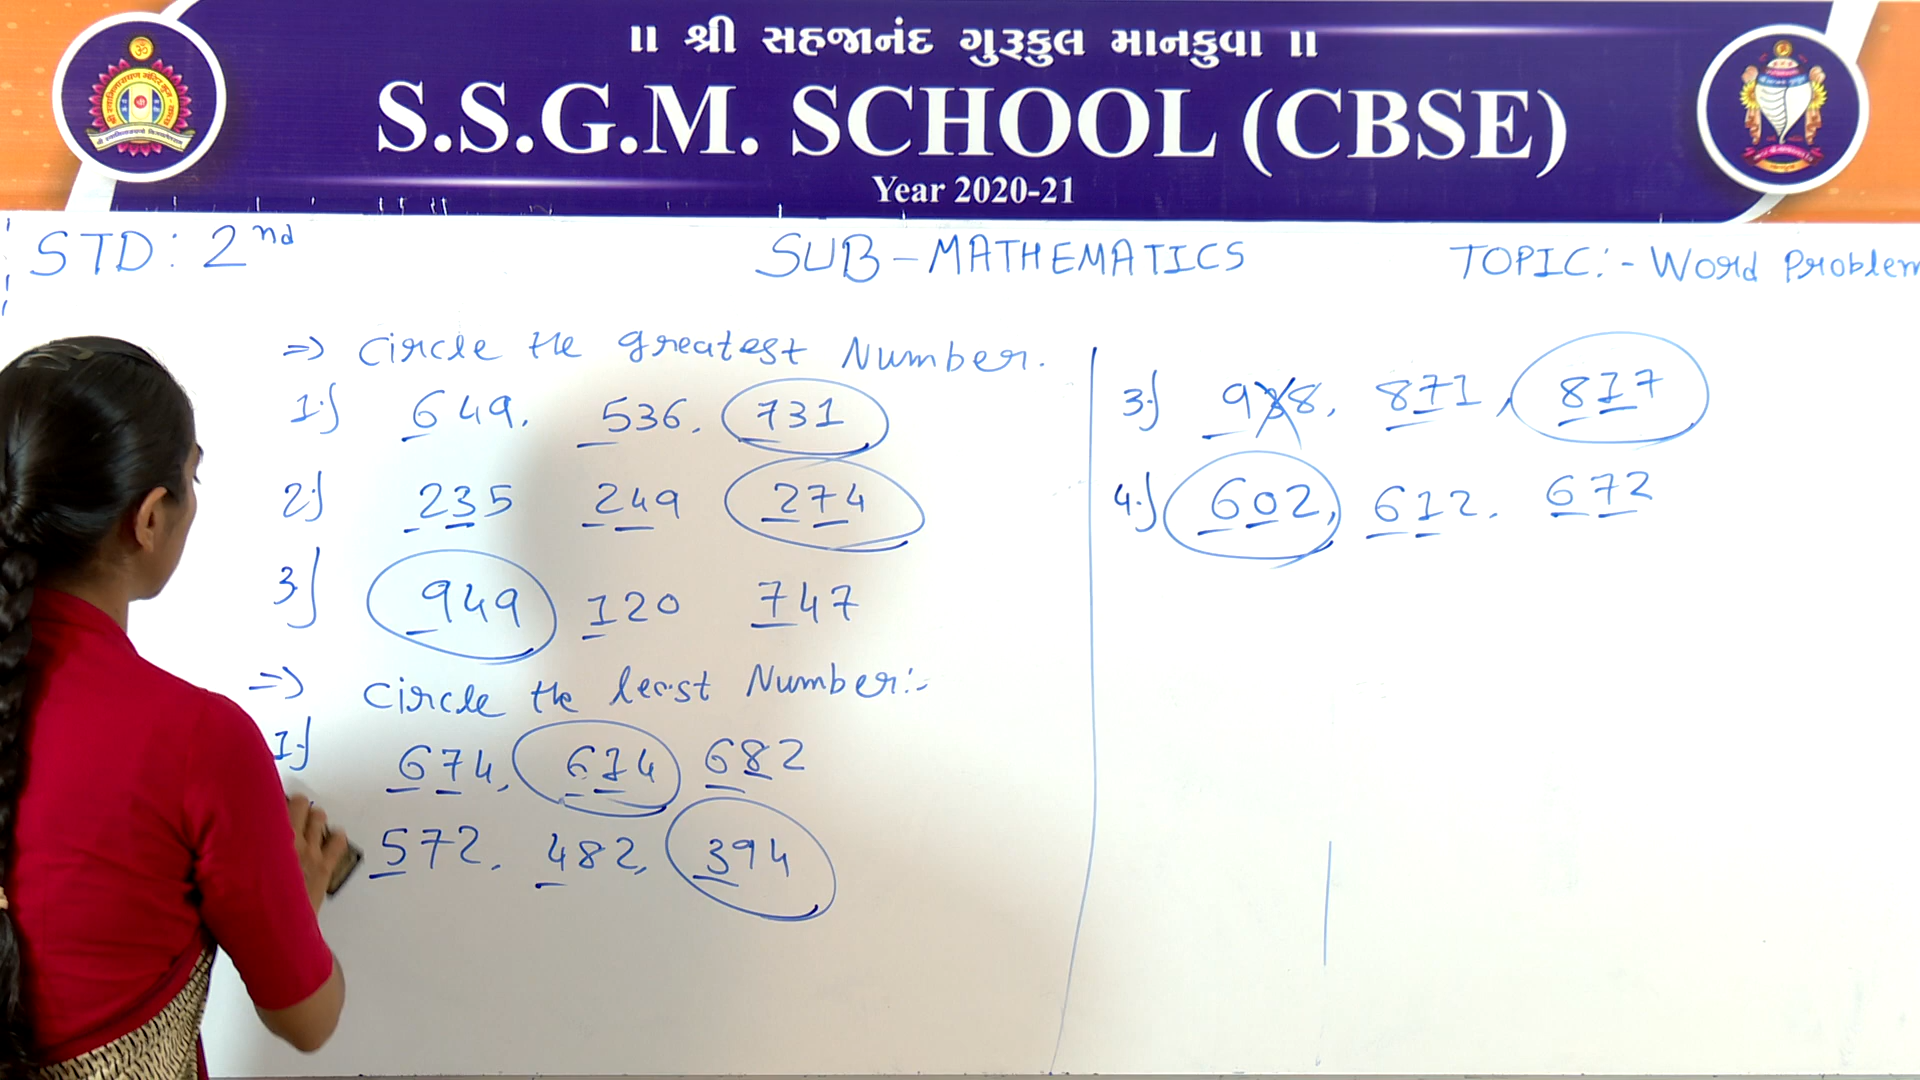 ॥ શ્રી સહજાનંદ ગુરૂકુલ માનકુવા ॥
S.S.G.M. SCHOOL (CBSE)
Year 2020-21
STD: 2nd
SUB-MATHEMATICS
TOPIC:- Word Problem
=> Circle the greatest Number.
1.) 649, 536, 731
2.) 235 249 274
3.) 949 120 747
=> Circle the least Number:-
1.) 674, 614 682
572, 482, 394
3.) 938, 871, 817
4.) 602, 612, 672